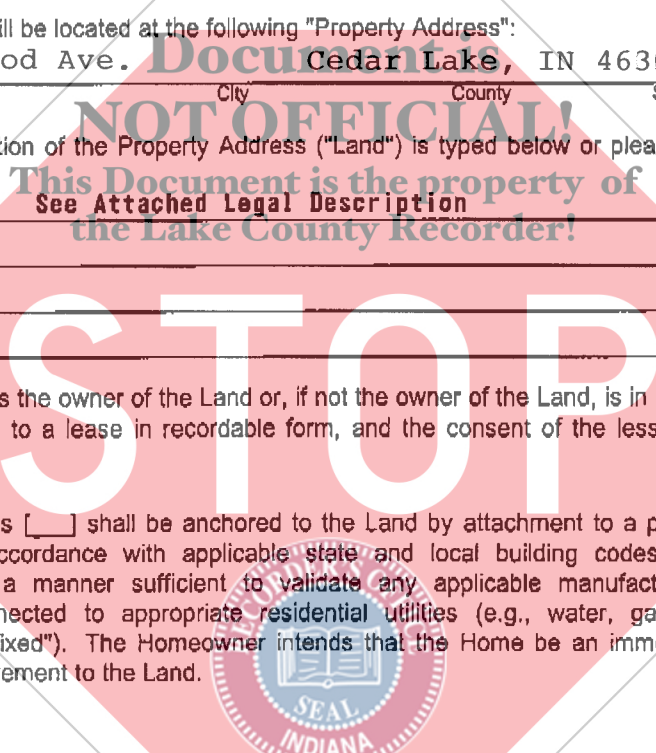 ill be located at the following "Property Address":
od Ave. Cedar Lake, IN 463
City County
tion of the Property Address ("Land") is typed below or plea
See Attached Legal Description
Document is
NOT OFFICIAL!
This Document is the property of
the Lake County Recorder!
STOP
s the owner of the Land or, if not the owner of the Land, is in
to a lease in recordable form, and the consent of the less
s [___] shall be anchored to the Land by attachment to a p
ccordance with applicable state and local building codes
a manner sufficient to validate any applicable manufact
nected to appropriate residential utilities (e.g., water, ga
ixed"). The Homeowner intends that the Home be an imm
ement to the Land.
SEAL
INDIANA